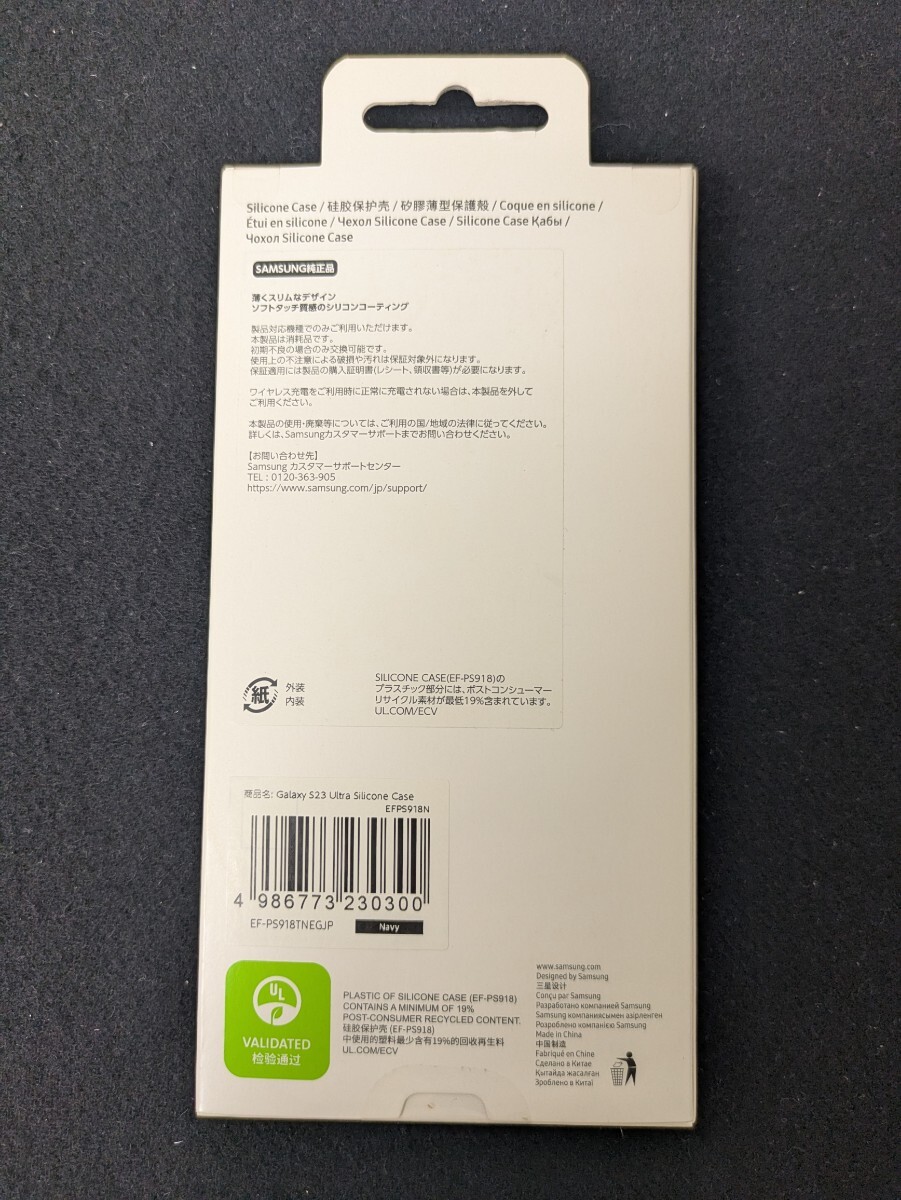 Silicone Case / 硅胶保护壳 / 矽膠薄型保護殼 / Coque en silicone /
Étui en silicone / Чехол Silicone Case / Silicone Case Қабы /
Чохол Silicone Case
SAMSUNG純正品
薄くスリムなデザイン
ソフトタッチ質感のシリコンコーティング
製品対応機種でのみご利用いただけます。
本製品は消耗品です。
初期不良の場合のみ交換可能です。
使用上の不注意による破損や汚れは保証対象外になります。
保証適用には製品の購入証明書(レシート、領収書等)が必要になります。
ワイヤレス充電をご利用時に正常に充電されない場合は、本製品を外して
ご利用ください。
本製品の使用・廃棄等については、ご利用の国/地域の法律に従ってください。
詳しくは、Samsungカスタマーサポートまでお問い合わせください。
【お問い合わせ先】
Samsung カスタマーサポートセンター
TEL : 0120-363-905
https://www.samsung.com/jp/support/
紙
外装
内装
SILICONE CASE(EF-PS918)の
プラスチック部分には、ポストコンシューマー
リサイクル素材が最低19%含まれています。
UL.COM/ECV
商品名: Galaxy S23 Ultra Silicone Case
EFPS918N
4 986773 230300
EF-PS918TNEGJP
Navy
UL
VALIDATED
检验通过
PLASTIC OF SILICONE CASE (EF-PS918)
CONTAINS A MINIMUM OF 19%
POST-CONSUMER RECYCLED CONTENT.
硅胶保护壳 (EF-PS918)
中使用的塑料最少含有19%的回收再生料
UL.COM/ECV
www.samsung.com
Designed by Samsung
三星设计
Conçu par Samsung
Разработано компанией Samsung
Samsung компаниясымен әзірленген
Розроблено компанією Samsung
Made in China
中国制造
Fabriqué en Chine
Сделано в Китае
Қытайда жасалған
Зроблено в Китаї